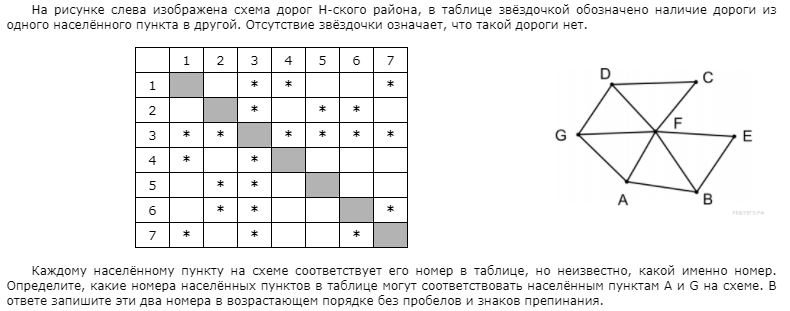 На рисунке слева изображена схема дорог Н-ского района, в таблице звёздочкой обозначено наличие дороги из
одного населённого пункта в другой. Отсутствие звёздочки означает, что такой дороги нет.
1 2 3 4 5 6 7
1 * * *
2 * * *
3 * * * * * *
4 * *
5 * *
6 * * *
7 * * *
D
C
F
G
E
A
B
Каждому населённому пункту на схеме соответствует его номер в таблице, но неизвестно, какой именно номер.
Определите, какие номера населённых пунктов в таблице могут соответствовать населённым пунктам A и G на схеме. В
ответе запишите эти два номера в возрастающем порядке без пробелов и знаков препинания.